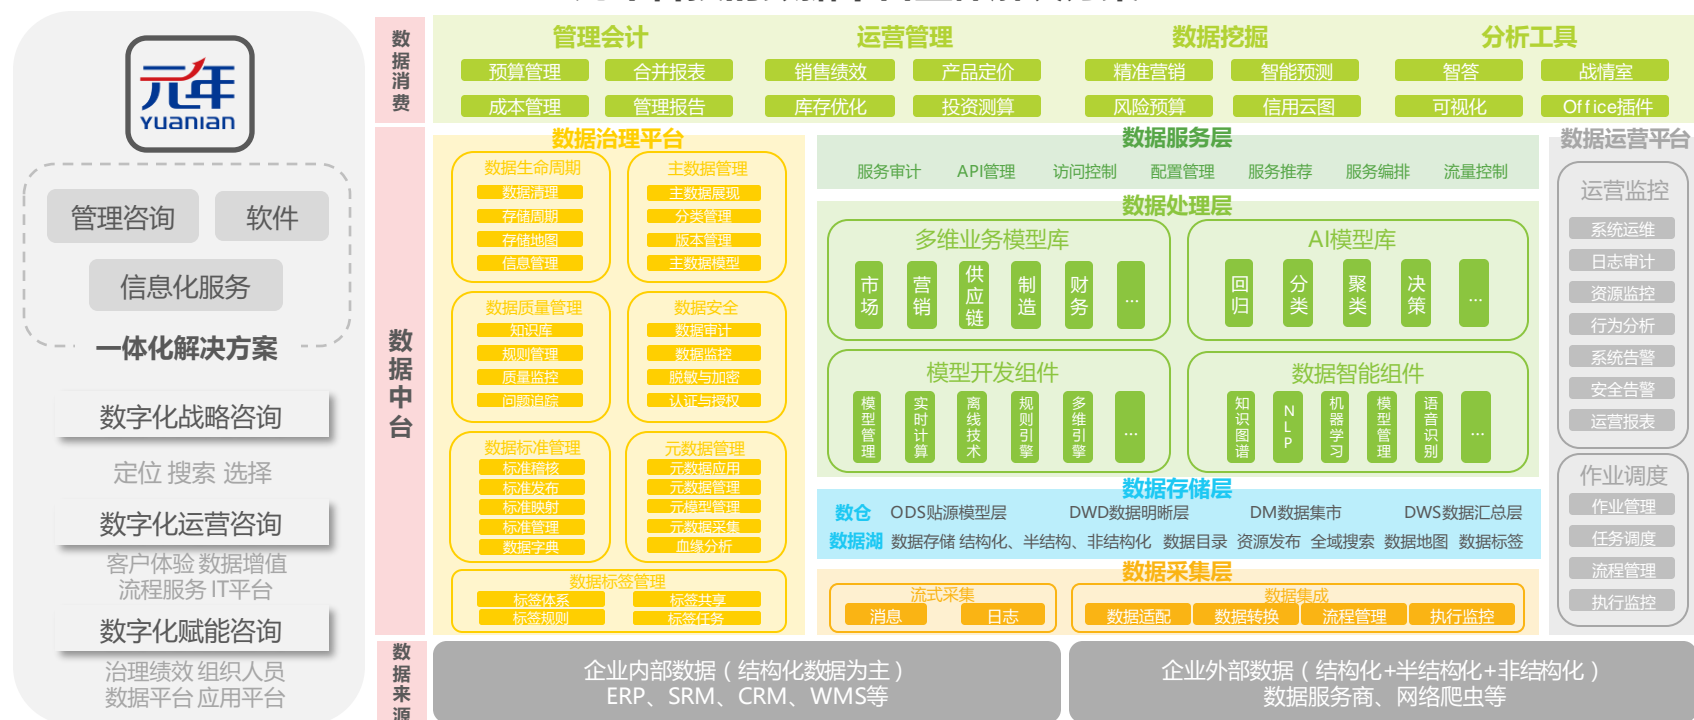 元年
YUANIAN
管理咨询
软件
信息化服务
一体化解决方案
数字化战略咨询
定位 搜索 选择
数字化运营咨询
客户体验 数据增值
流程服务 IT平台
数字化赋能咨询
治理绩效 组织人员
数据平台 应用平台
数据消费
管理会计
预算管理
合并报表
成本管理
管理报告
运营管理
销售绩效
产品定价
库存优化
投资测算
数据挖掘
精准营销
智能预测
风险预算
信用云图
分析工具
智答
战情室
可视化
Office插件
数据中台
数据治理平台
数据生命周期
数据清理
存储周期
存储地图
信息管理
主数据管理
主数据展现
分类管理
版本管理
主数据模型
数据质量管理
知识库
规则管理
质量监控
问题追踪
数据安全
数据审计
数据监控
脱敏与加密
认证与授权
数据标准管理
标准稽核
标准发布
标准映射
标准管理
数据字典
元数据管理
元数据应用
元数据管理
元模型管理
元数据采集
血缘分析
数据标签管理
标签体系
标签共享
标签规则
标签任务
数据服务层
服务审计 API管理 访问控制 配置管理 服务推荐 服务编排 流量控制
数据处理层
多维业务模型库
市场
营销
供应链
制造
财务
...
AI模型库
回归
分类
聚类
决策
...
模型开发组件
模型管理
实时计算
离线技术
规则引擎
多维引擎
...
数据智能组件
知识图谱
NLP
机器学习
模型管理
语音识别
...
数据存储层
数仓 ODS贴源模型层 DWD数据明晰层 DM数据集市 DWS数据汇总层
数据湖 数据存储 结构化、半结构、非结构化 数据目录 资源发布 全域搜索 数据地图 数据标签
数据采集层
流式采集
消息
日志
数据集成
数据适配
数据转换
流程管理
执行监控
数据运营平台
运营监控
系统运维
日志审计
资源监控
行为分析
系统告警
安全告警
运营报表
作业调度
作业管理
任务调度
流程管理
执行监控
数据来源
企业内部数据（结构化数据为主）
ERP、SRM、CRM、WMS等
企业外部数据（结构化+半结构化+非结构化）
数据服务商、网络爬虫等